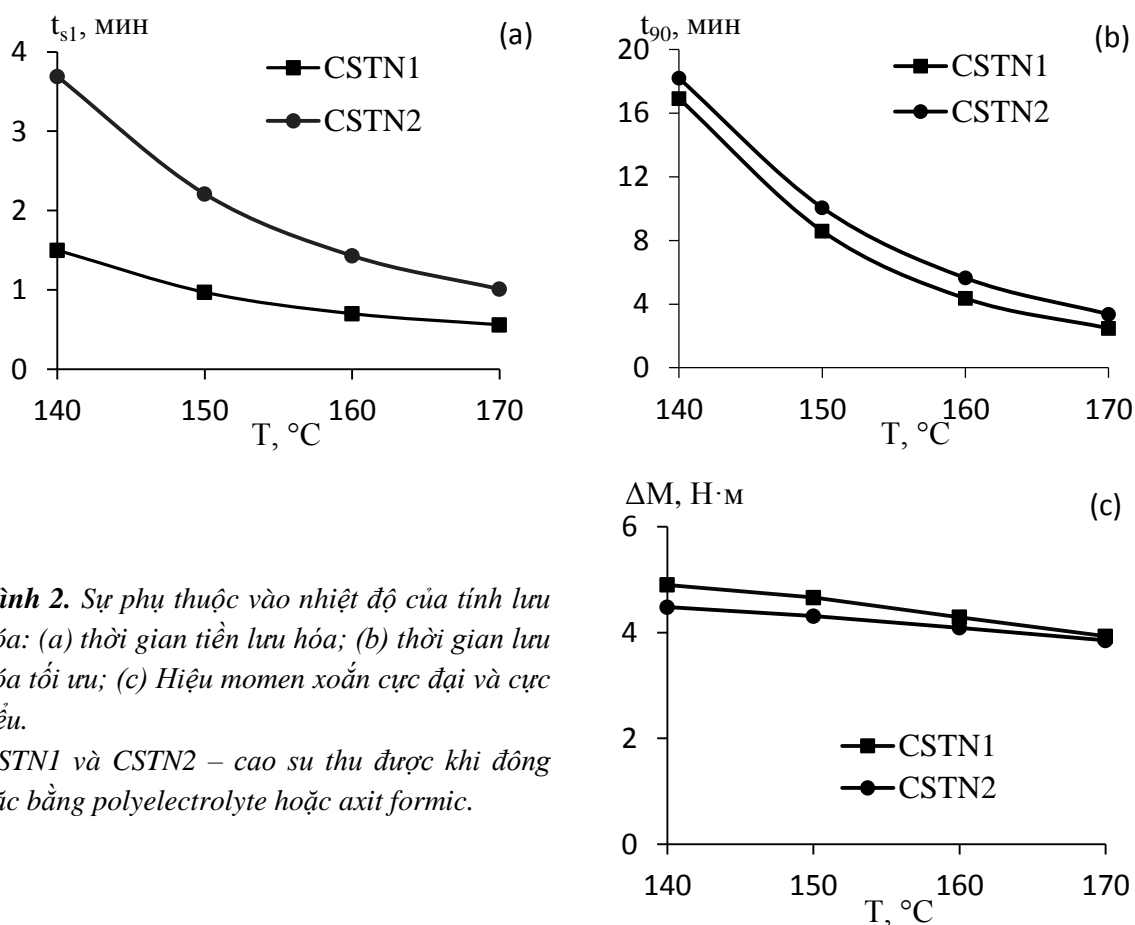 t_s1, мин
(a)
4
CSTN1
3
CSTN2
2
1
0
140 150 160 170
T, °C
t_90, мин
(b)
20
CSTN1
16
CSTN2
12
8
4
0
140 150 160 170
T, °C
ΔM, Н·м
(c)
6
4
2
CSTN1
CSTN2
0
140 150 160 170
T, °C
ình 2. Sự phụ thuộc vào nhiệt độ của tính lưu
óa: (a) thời gian tiền lưu hóa; (b) thời gian lưu
óa tối ưu; (c) Hiệu momen xoắn cực đại và cực
ểu.
STN1 và CSTN2 – cao su thu được khi đông
ặc bằng polyelectrolyte hoặc axit formic.